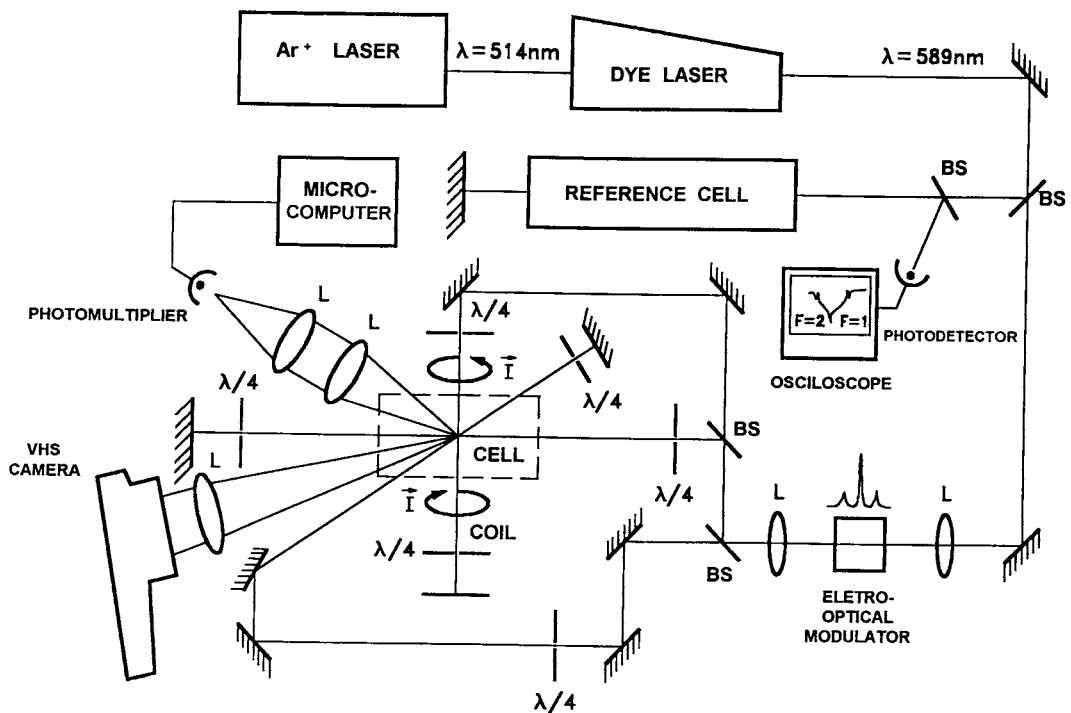 Ar⁺ LASER
λ=514nm
DYE LASER
λ=589nm
MICRO-
COMPUTER
REFERENCE CELL
BS
BS
PHOTOMULTIPLIER
L
L
λ/4
I⃗
λ/4
F=2 F=1
PHOTODETECTOR
OSCILOSCOPE
λ/4
VHS
CAMERA
L
CELL
BS
λ/4
I⃗
COIL
λ/4
BS
L
L
ELETRO-
OPTICAL
MODULATOR
λ/4